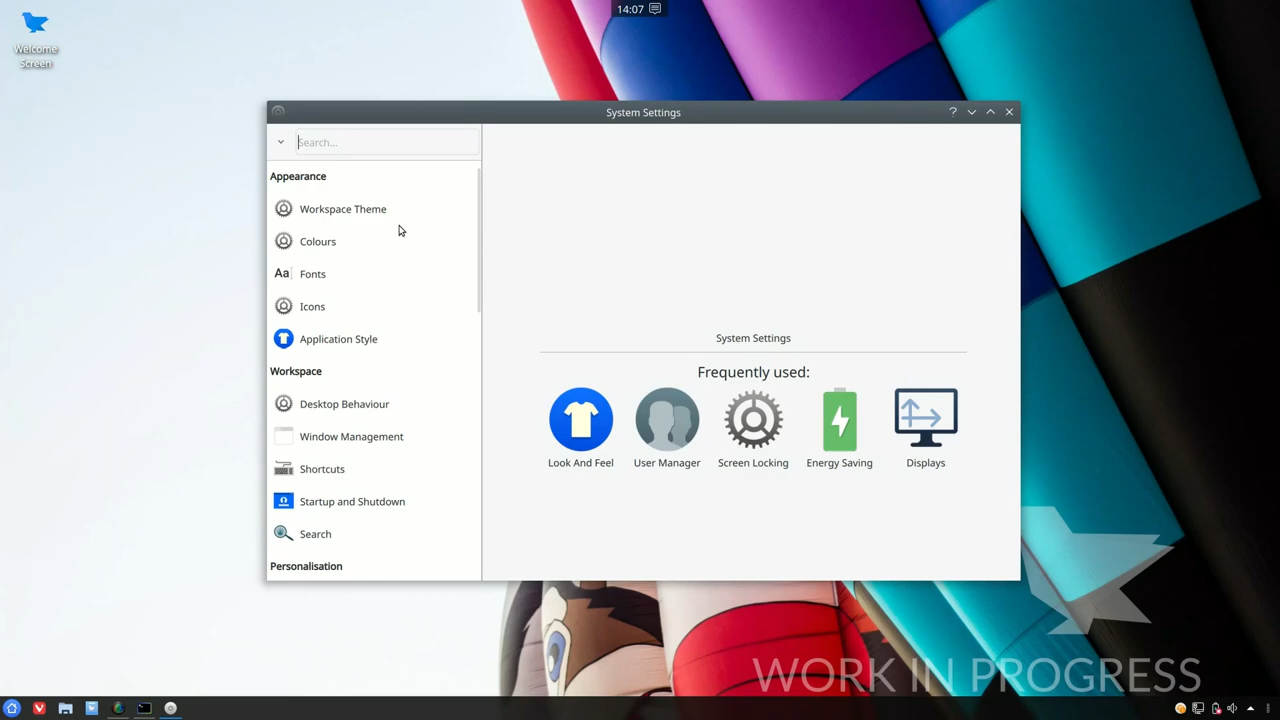 14:07
Welcome
Screen
System Settings
Search...
Appearance
Workspace Theme
Colours
Aa Fonts
Icons
Application Style
Workspace
Desktop Behaviour
Window Management
Shortcuts
Startup and Shutdown
Search
Personalisation
System Settings
Frequently used:
Look And Feel
User Manager
Screen Locking
Energy Saving
Displays
WORK IN PROGRESS